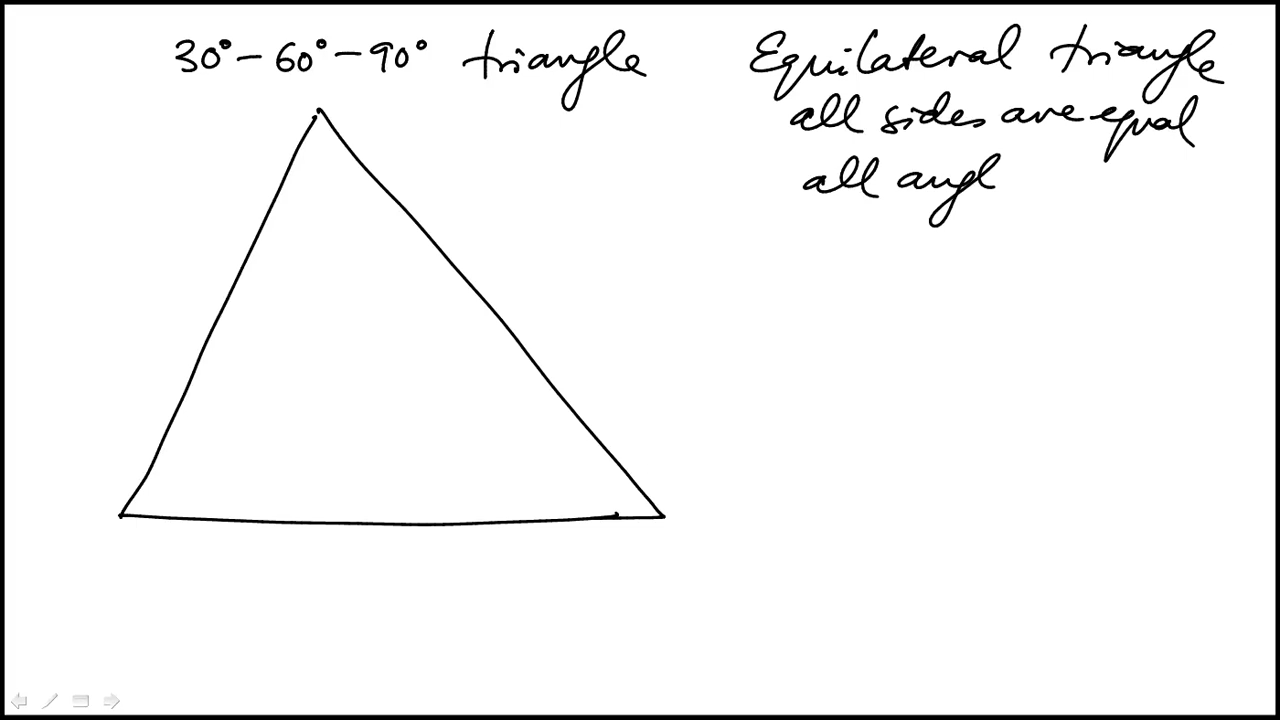 30° - 60° - 90° triangle
Equilateral triangle
all sides are equal
all angl